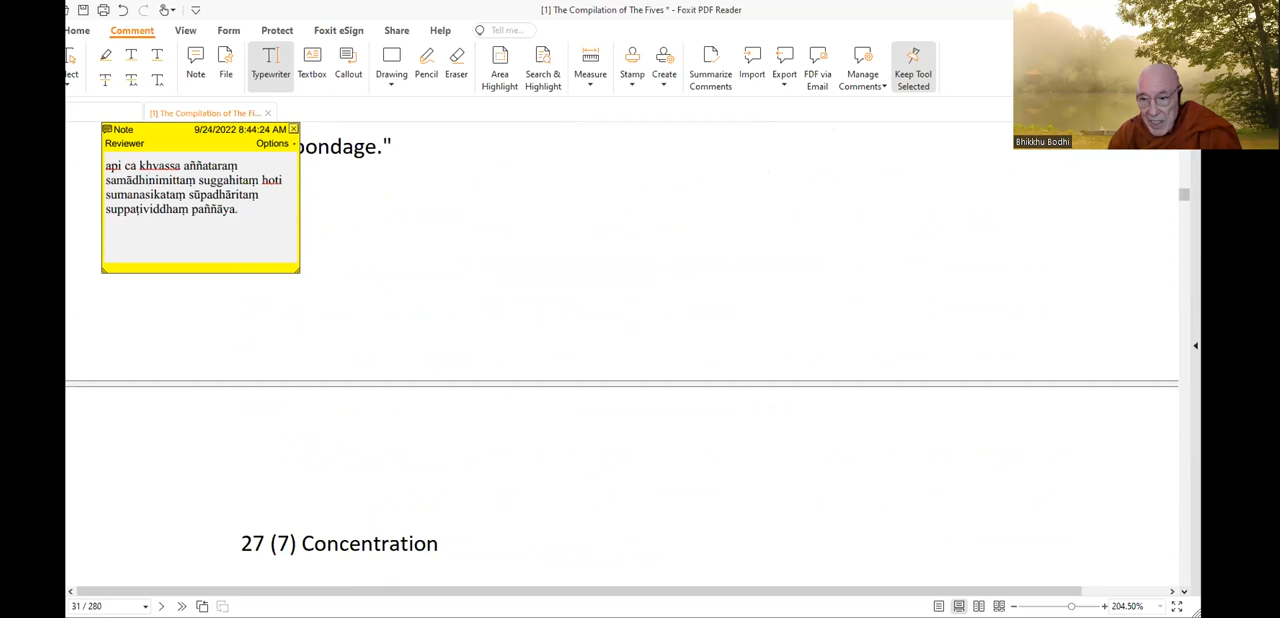 [1] The Compilation of The Fives * - Foxit PDF Reader
Home Comment View Form Protect Foxit eSign Share Help Tell me...
Note File Typewriter Textbox Callout Drawing Pencil Eraser Area Highlight Search & Highlight Measure Stamp Create Summarize Comments Import Export FDF via Email Manage Comments Keep Tool Selected
[1] The Compilation of The Fi...
Note 9/24/2022 8:44:24 AM
Reviewer Options
api ca khvassa aññataraṃ
samādhinimittaṃ suggahitaṃ hoti
sumanasikataṃ sūpadhāritaṃ
suppaṭividdhaṃ paññāya.
bondage."
Bhikkhu Bodhi
27 (7) Concentration
31 / 280
204.50%